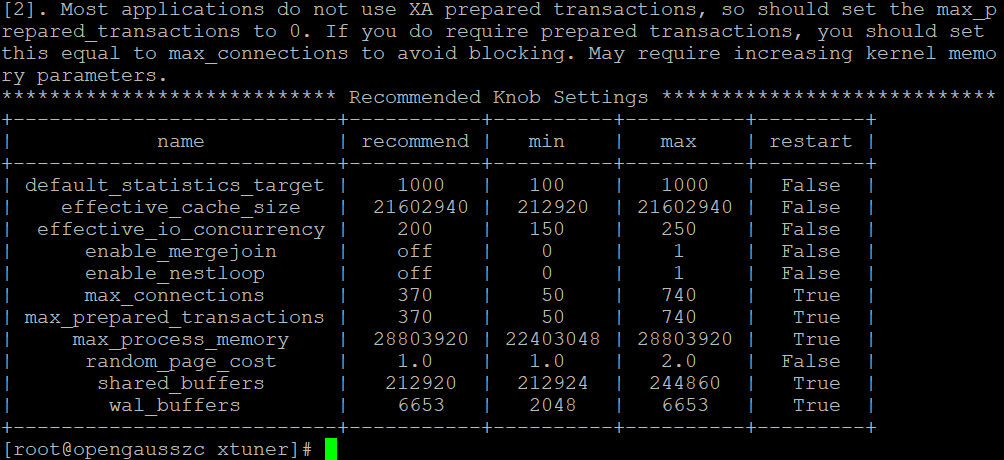 [2]. Most applications do not use XA prepared transactions, so should set the max_p
repared_transactions to 0. If you do require prepared transactions, you should set
this equal to max_connections to avoid blocking. May require increasing kernel memo
ry parameters.
**************************** Recommended Knob Settings ****************************
+---------------------------+-----------+----------+----------+---------+
|            name           | recommend |   min    |   max    | restart |
+---------------------------+-----------+----------+----------+---------+
| default_statistics_target |    1000   |   100    |   1000   |  False  |
|    effective_cache_size   |  21602940 |  212920  | 21602940 |  False  |
|  effective_io_concurrency |    200    |   150    |   250    |  False  |
|      enable_mergejoin     |    off    |    0     |    1     |  False  |
|      enable_nestloop      |    off    |    0     |    1     |  False  |
|      max_connections      |    370    |    50    |   740    |   True  |
| max_prepared_transactions |    370    |    50    |   740    |   True  |
|     max_process_memory    |  28803920 | 22403048 | 28803920 |   True  |
|      random_page_cost     |    1.0    |   1.0    |   2.0    |  False  |
|       shared_buffers      |   212920  |  212924  |  244860  |   True  |
|        wal_buffers        |    6653   |   2048   |   6653   |   True  |
+---------------------------+-----------+----------+----------+---------+
[root@opengausszc xtuner]#